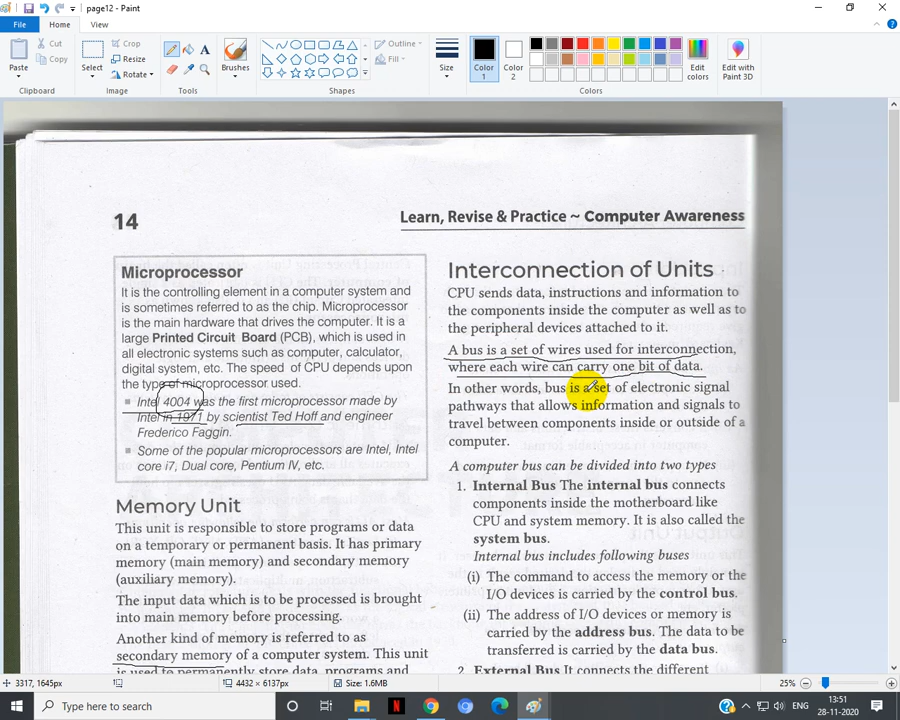 page12 - Paint
File
Home
View
Paste
Cut
Copy
Clipboard
Select
Crop
Resize
Rotate
Image
A
Tools
Brushes
Shapes
Outline
Fill
Size
Color 1
Color 2
Edit colors
Edit with Paint 3D
Colors
14
Learn, Revise & Practice ~ Computer Awareness
Microprocessor
It is the controlling element in a computer system and
is sometimes referred to as the chip. Microprocessor
is the main hardware that drives the computer. It is a
large Printed Circuit Board (PCB), which is used in
all electronic systems such as computer, calculator,
digital system, etc. The speed of CPU depends upon
the type of microprocessor used.
Intel 4004 was the first microprocessor made by
Intel in 1971 by scientist Ted Hoff and engineer
Frederico Faggin.
Some of the popular microprocessors are Intel, Intel
core i7, Dual core, Pentium IV, etc.
Memory Unit
This unit is responsible to store programs or data
on a temporary or permanent basis. It has primary
memory (main memory) and secondary memory
(auxiliary memory).
The input data which is to be processed is brought
into main memory before processing.
Another kind of memory is referred to as
secondary memory of a computer system. This unit
is used to permanently store data, programs and
Interconnection of Units
CPU sends data, instructions and information to
the components inside the computer as well as to
the peripheral devices attached to it.
A bus is a set of wires used for interconnection,
where each wire can carry one bit of data.
In other words, bus is a set of electronic signal
pathways that allows information and signals to
travel between components inside or outside of a
computer.
A computer bus can be divided into two types
1. Internal Bus The internal bus connects
components inside the motherboard like
CPU and system memory. It is also called the
system bus.
Internal bus includes following buses
(i) The command to access the memory or the
I/O devices is carried by the control bus.
(ii) The address of I/O devices or memory is
carried by the address bus. The data to be
transferred is carried by the data bus.
2. External Bus It connects the different
3317, 1645px
4432 × 6137px
Size: 1.6MB
25%
Type here to search
ENG
13:51
28-11-2020